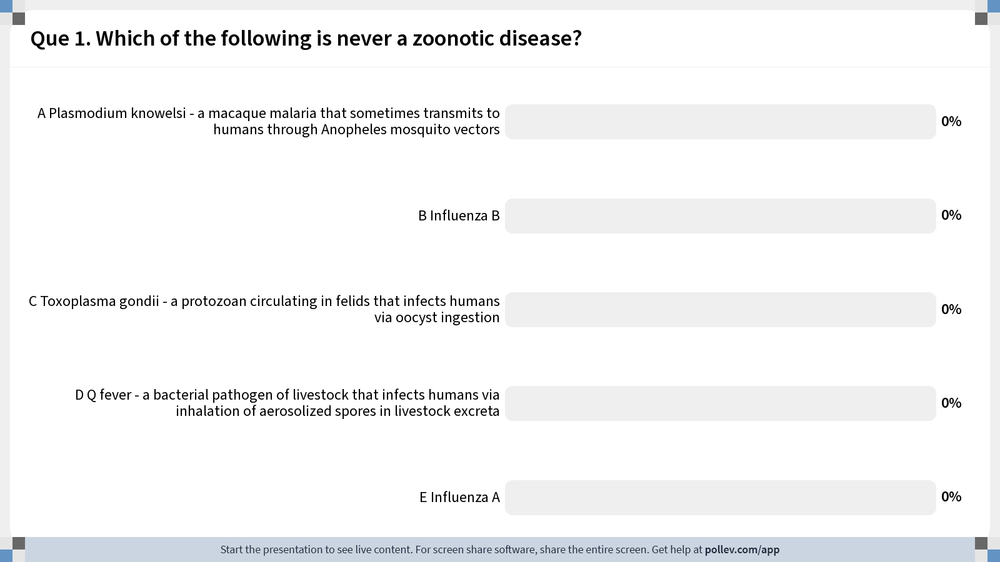 Que 1. Which of the following is never a zoonotic disease?
A Plasmodium knowelsi - a macaque malaria that sometimes transmits to
humans through Anopheles mosquito vectors
0%
B Influenza B
0%
C Toxoplasma gondii - a protozoan circulating in felids that infects humans
via oocyst ingestion
0%
D Q fever - a bacterial pathogen of livestock that infects humans via
inhalation of aerosolized spores in livestock excreta
0%
E Influenza A
0%
Start the presentation to see live content. For screen share software, share the entire screen. Get help at pollev.com/app